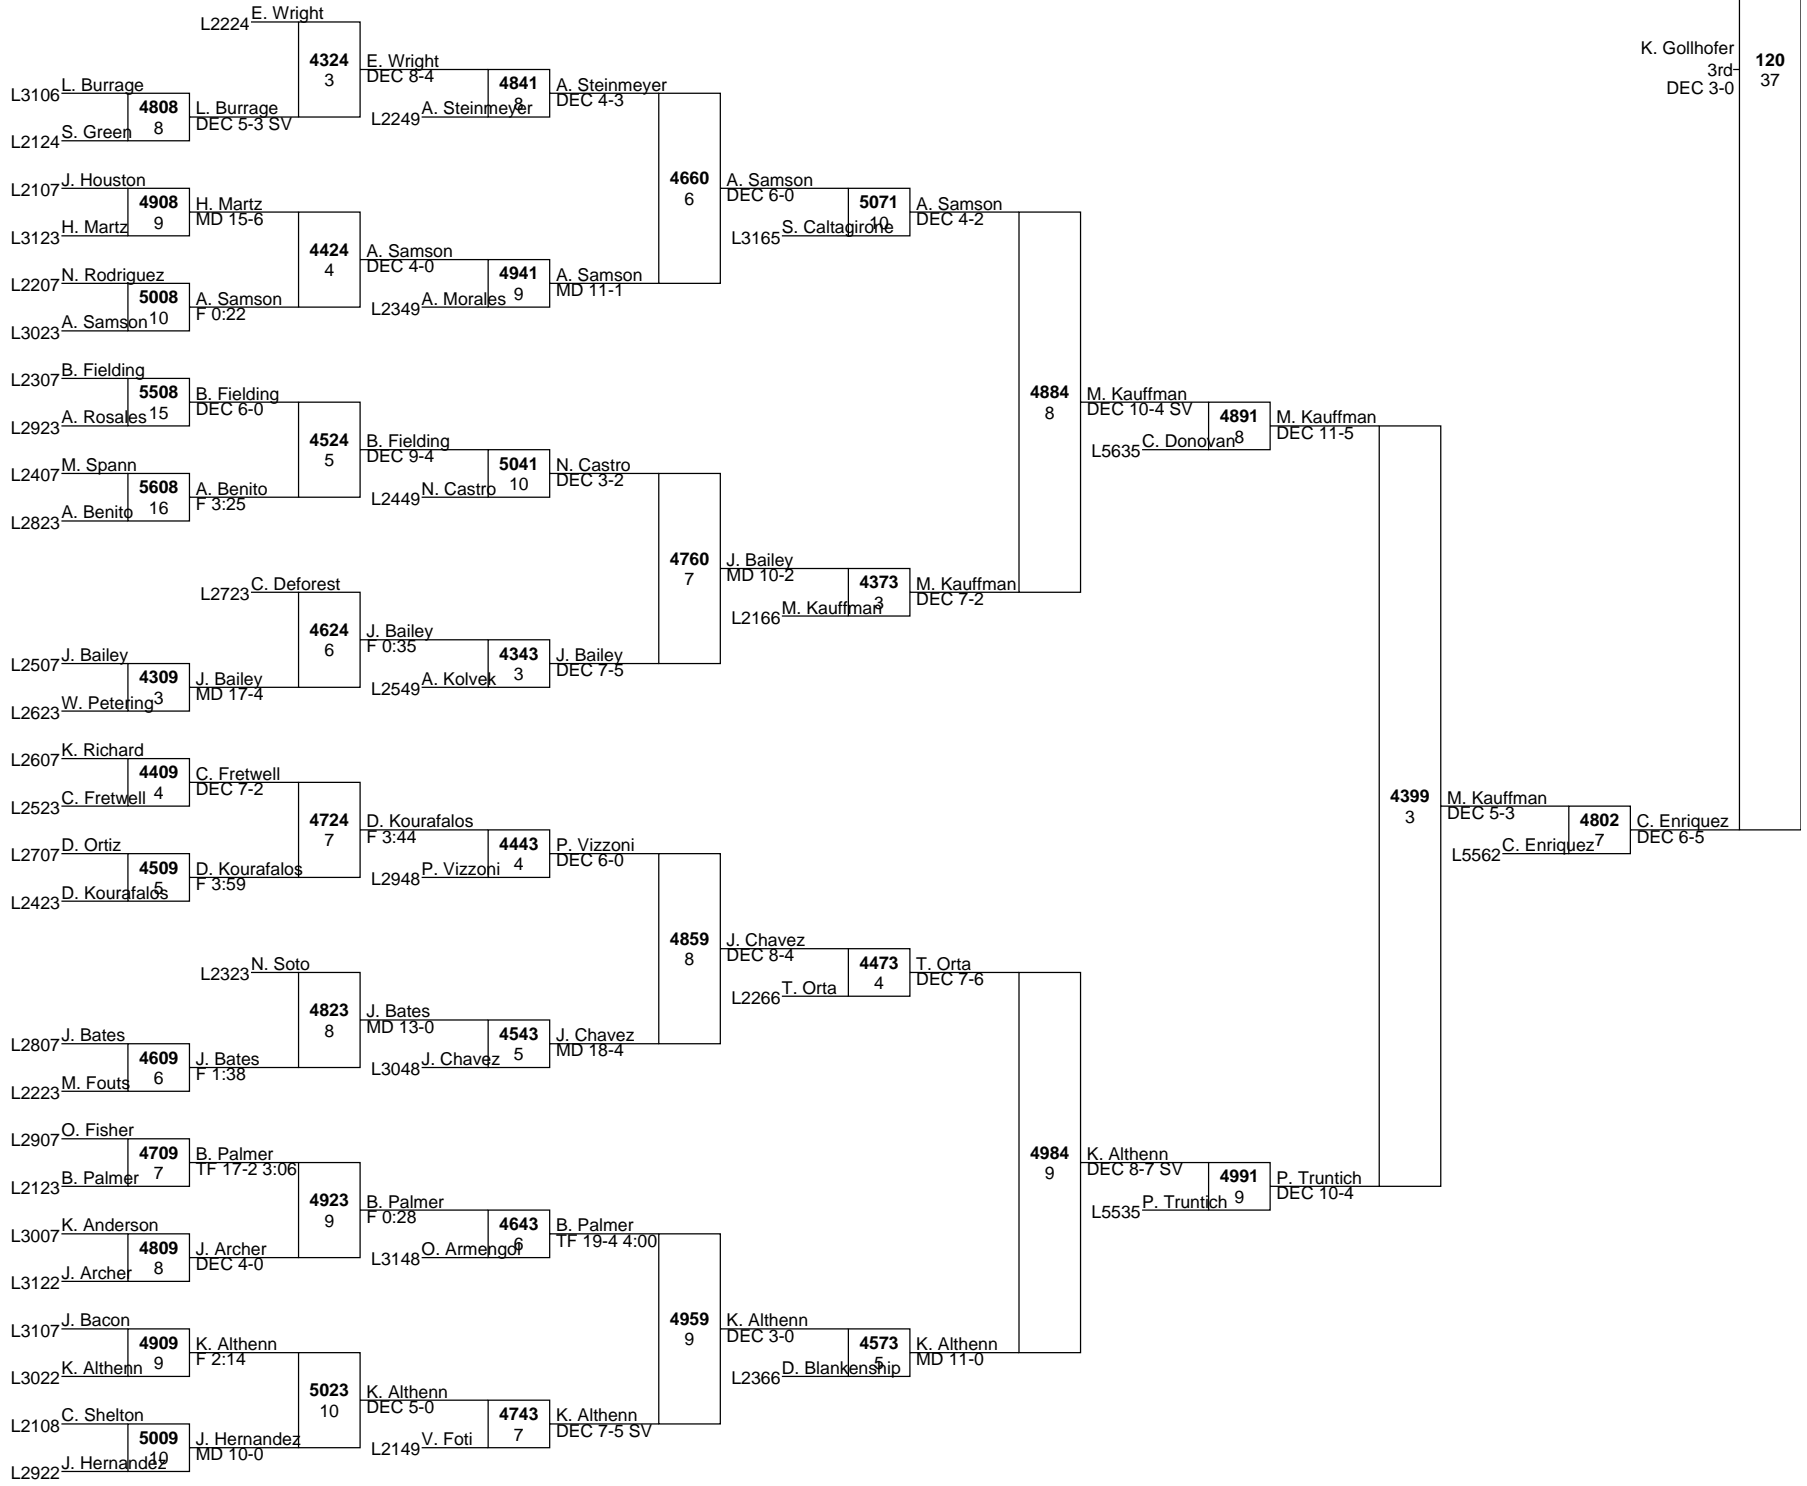 E. Wright
L2224
4324
3
E. Wright
DEC 8-4
L. Burrage
L3106
4808
8
L. Burrage
DEC 5-3 SV
S. Green
L2124
4841
8
A. Steinmeyer
L2249
A. Steinmeyer
DEC 4-3
J. Houston
L2107
4908
9
H. Martz
MD 15-6
H. Martz
L3123
4424
4
A. Samson
DEC 4-0
N. Rodriguez
L2207
5008
10
A. Samson
F 0:22
A. Samson
L3023
4941
9
A. Morales
L2349
A. Samson
MD 11-1
4660
6
A. Samson
DEC 6-0
5071
10
S. Caltagirone
L3165
A. Samson
DEC 4-2
B. Fielding
L2307
5508
15
B. Fielding
DEC 6-0
A. Rosales
L2923
4524
5
B. Fielding
DEC 9-4
M. Spann
L2407
5608
16
A. Benito
F 3:25
A. Benito
L2823
5041
10
N. Castro
L2449
N. Castro
DEC 3-2
C. Deforest
L2723
4624
6
J. Bailey
F 0:35
J. Bailey
L2507
4309
3
J. Bailey
MD 17-4
W. Petering
L2623
4343
3
A. Kolvek
L2549
J. Bailey
DEC 7-5
4760
7
J. Bailey
MD 10-2
4373
3
M. Kauffman
L2166
M. Kauffman
DEC 7-2
4884
8
M. Kauffman
DEC 10-4 SV
4891
8
C. Donovan
L5635
M. Kauffman
DEC 11-5
K. Richard
L2607
4409
4
C. Fretwell
DEC 7-2
C. Fretwell
L2523
4724
7
D. Kourafalos
F 3:44
D. Ortiz
L2707
4509
5
D. Kourafalos
F 3:59
D. Kourafalos
L2423
4443
4
P. Vizzoni
L2948
P. Vizzoni
DEC 6-0
N. Soto
L2323
4823
8
J. Bates
MD 13-0
J. Bates
L2807
4609
6
J. Bates
F 1:38
M. Fouts
L2223
4543
5
J. Chavez
L3048
J. Chavez
MD 18-4
4859
8
J. Chavez
DEC 8-4
4473
4
T. Orta
L2266
T. Orta
DEC 7-6
O. Fisher
L2907
4709
7
B. Palmer
TF 17-2 3:06
B. Palmer
L2123
4923
9
B. Palmer
F 0:28
K. Anderson
L3007
4809
8
J. Archer
DEC 4-0
J. Archer
L3122
4643
6
O. Armengol
L3148
B. Palmer
TF 19-4 4:00
J. Bacon
L3107
4909
9
K. Althenn
F 2:14
K. Althenn
L3022
5023
10
K. Althenn
DEC 5-0
C. Shelton
L2108
5009
10
J. Hernandez
MD 10-0
J. Hernandez
L2922
4743
7
V. Foti
L2149
K. Althenn
DEC 7-5 SV
4959
9
K. Althenn
DEC 3-0
4573
5
D. Blankenship
L2366
K. Althenn
MD 11-0
4984
9
K. Althenn
DEC 8-7 SV
4991
9
P. Truntich
L5535
P. Truntich
DEC 10-4
4399
3
M. Kauffman
DEC 5-3
4802
7
C. Enriquez
L5562
C. Enriquez
DEC 6-5
K. Gollhofer
3rd
DEC 3-0
120
37